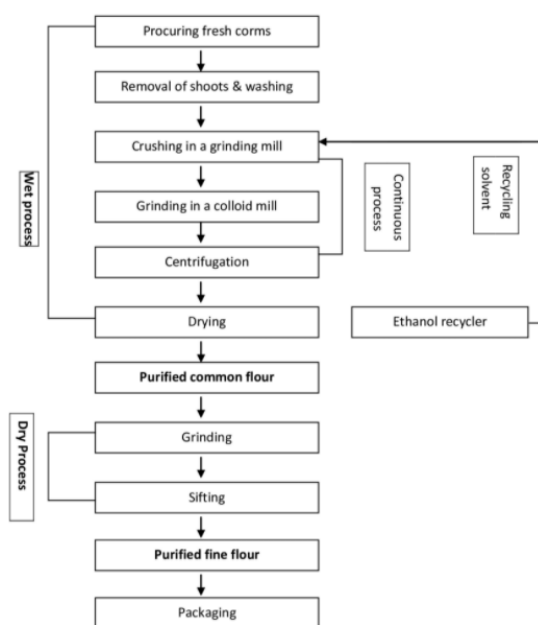 Procuring fresh corms
Removal of shoots & washing
Crushing in a grinding mill
Grinding in a colloid mill
Centrifugation
Drying
Purified common flour
Grinding
Sifting
Purified fine flour
Packaging
Wet process
Dry Process
Continuous
process
Recycling
solvent
Ethanol recycler